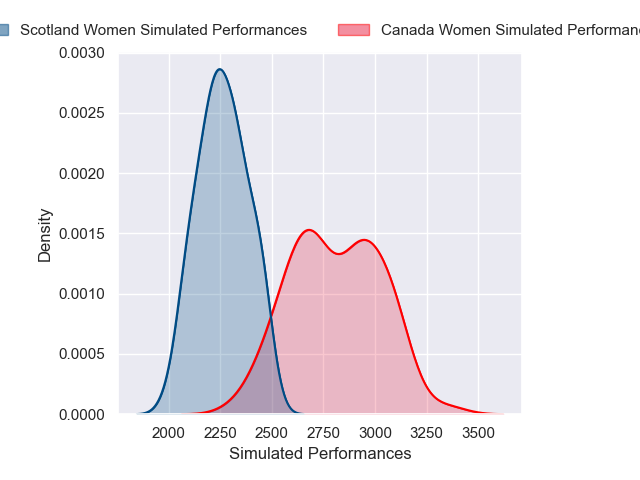 Scotland Women Simulated Performances
Canada Women Simulated
0.0030
0.0025
0.0020
0.0015
0.0010
0.0005
0.0000
Density
2000 2250 2500 2750 3000 3250 3500
Simulated Performances